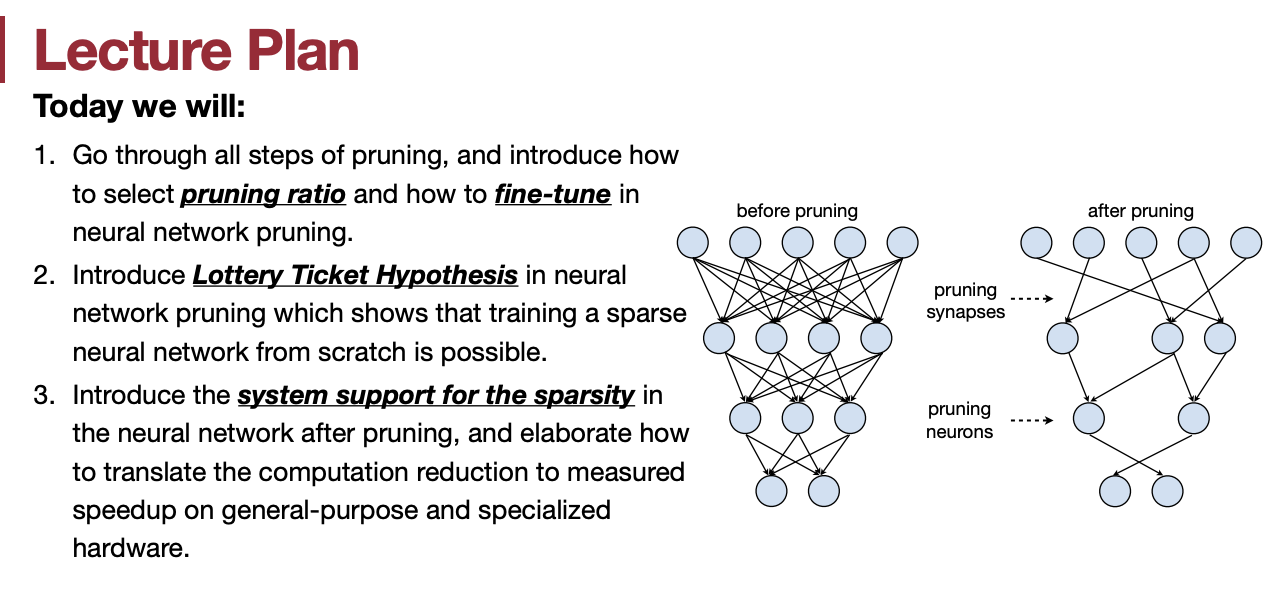 Lecture Plan
Today we will:
1. Go through all steps of pruning, and introduce how
to select pruning ratio and how to fine-tune in
neural network pruning.
2. Introduce Lottery Ticket Hypothesis in neural
network pruning which shows that training a sparse
neural network from scratch is possible.
3. Introduce the system support for the sparsity in
the neural network after pruning, and elaborate how
to translate the computation reduction to measured
speedup on general-purpose and specialized
hardware.
before pruning
after pruning
pruning
synapses
pruning
neurons